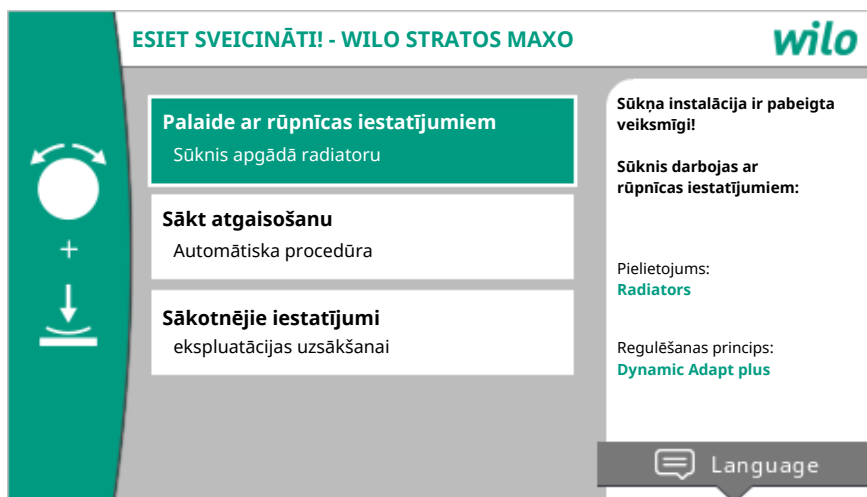 ESIET SVEICINĀTI! - WILO STRATOS MAXO
wilo
Palaide ar rūpnīcas iestatījumiem
Sūknis apgādā radiatoru
Sākt atgaisošanu
Automātiska procedūra
Sākotnējie iestatījumi
ekspluatācijas uzsākšanai
Sūkņa instalācija ir pabeigta
veiksmīgi!
Sūknis darbojas ar
rūpnīcas iestatījumiem:
Pielietojums:
Radiators
Regulēšanas princips:
Dynamic Adapt plus
Language